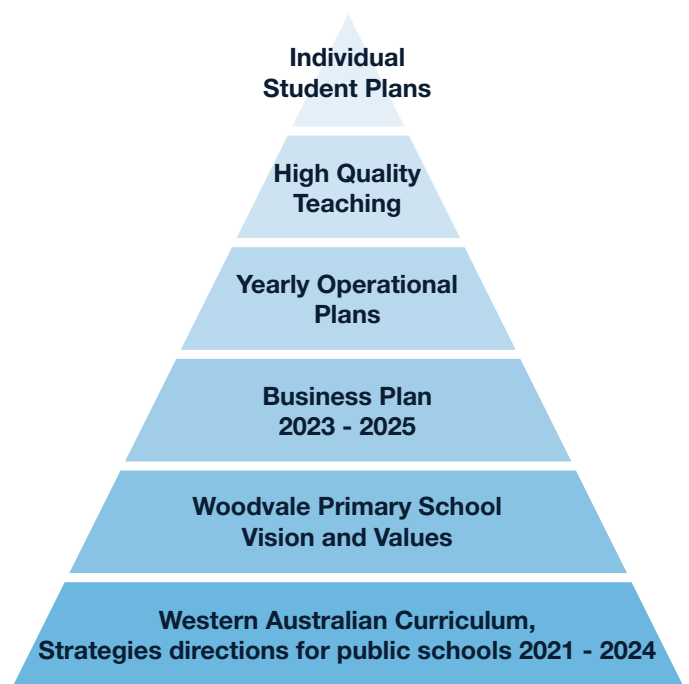 Individual
Student Plans
High Quality
Teaching
Yearly Operational
Plans
Business Plan
2023 - 2025
Woodvale Primary School
Vision and Values
Western Australian Curriculum,
Strategies directions for public schools 2021 - 2024